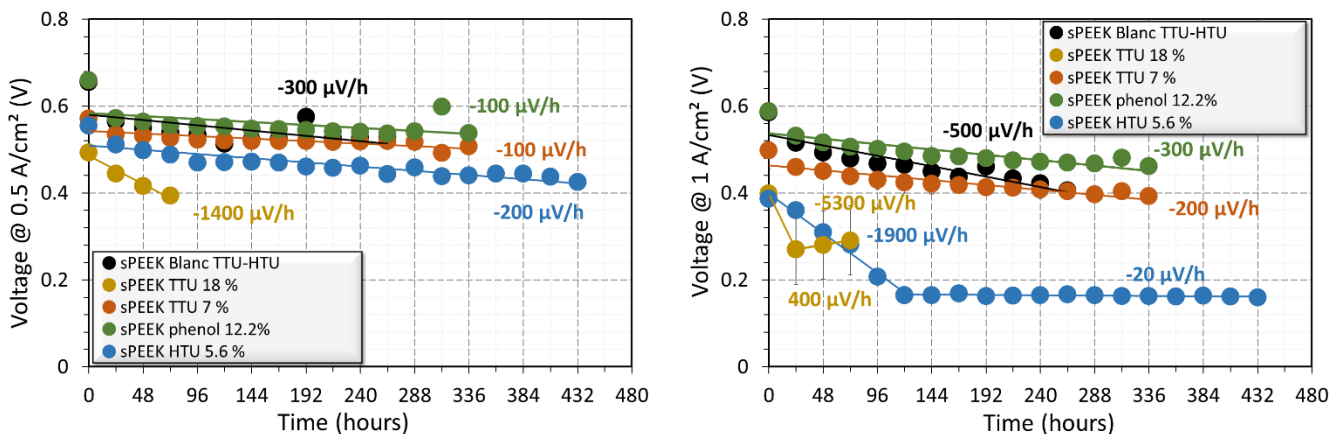 Voltage @ 0.5 A/cm² (V)
0.8
0.6
0.4
0.2
0
-300 µV/h
-100 µV/h
-100 µV/h
-200 µV/h
-1400 µV/h
sPEEK Blanc TTU-HTU
sPEEK TTU 18 %
sPEEK TTU 7 %
sPEEK phenol 12.2%
sPEEK HTU 5.6 %
0 48 96 144 192 240 288 336 384 432 480
Time (hours)
Voltage @ 1 A/cm² (V)
0.8
0.6
0.4
0.2
0
sPEEK Blanc TTU-HTU
sPEEK TTU 18 %
sPEEK TTU 7 %
sPEEK phenol 12.2%
sPEEK HTU 5.6 %
-500 µV/h
-300 µV/h
-200 µV/h
-5300 µV/h
-1900 µV/h
-20 µV/h
400 µV/h
0 48 96 144 192 240 288 336 384 432 480
Time (hours)